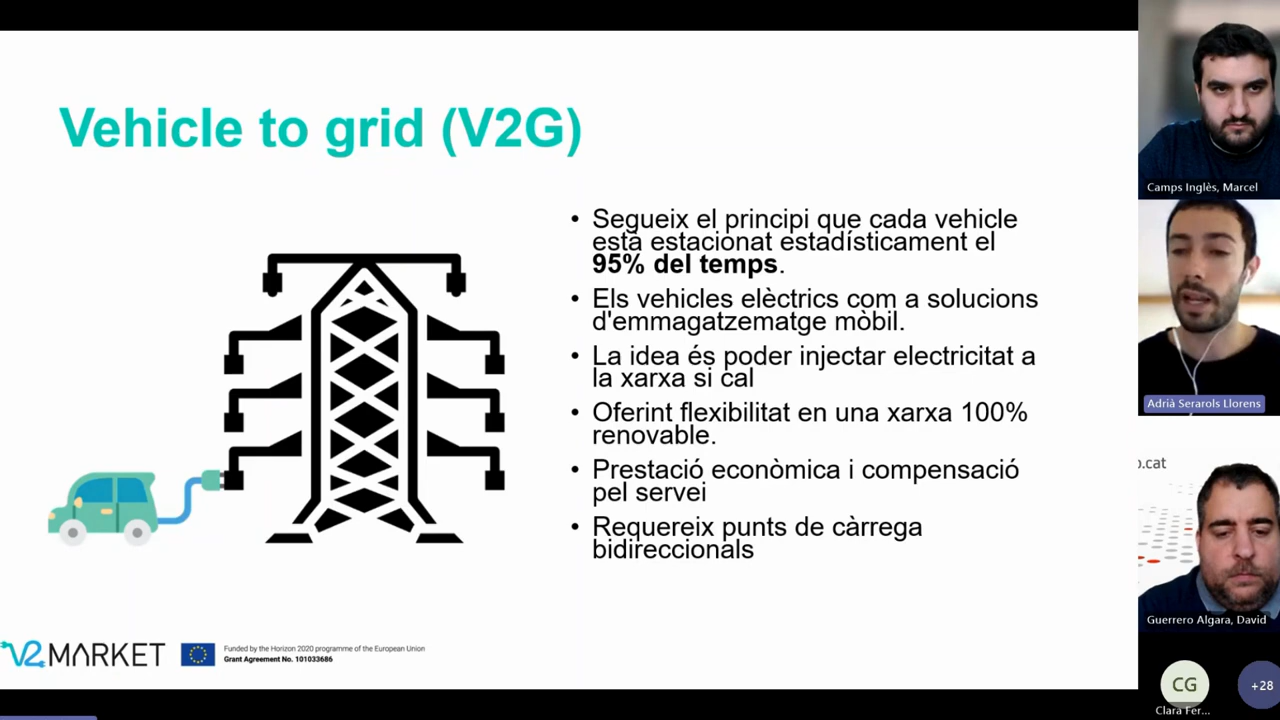 Vehicle to grid (V2G)
• Segueix el principi que cada vehicle
està estacionat estadísticament el
95% del temps.
• Els vehicles elèctrics com a solucions
d'emmagatzematge mòbil.
• La idea és poder injectar electricitat a
la xarxa si cal
• Oferint flexibilitat en una xarxa 100%
renovable.
• Prestació econòmica i compensació
pel servei
• Requereix punts de càrrega
bidireccionals
V2MARKET
Funded by the Horizon 2020 programme of the European Union
Grant Agreement No. 101033686
Camps Inglès, Marcel
Adrià Serarols Llorens
o.cat
Guerrero Algara, David
CG
Clara Fer...
+28